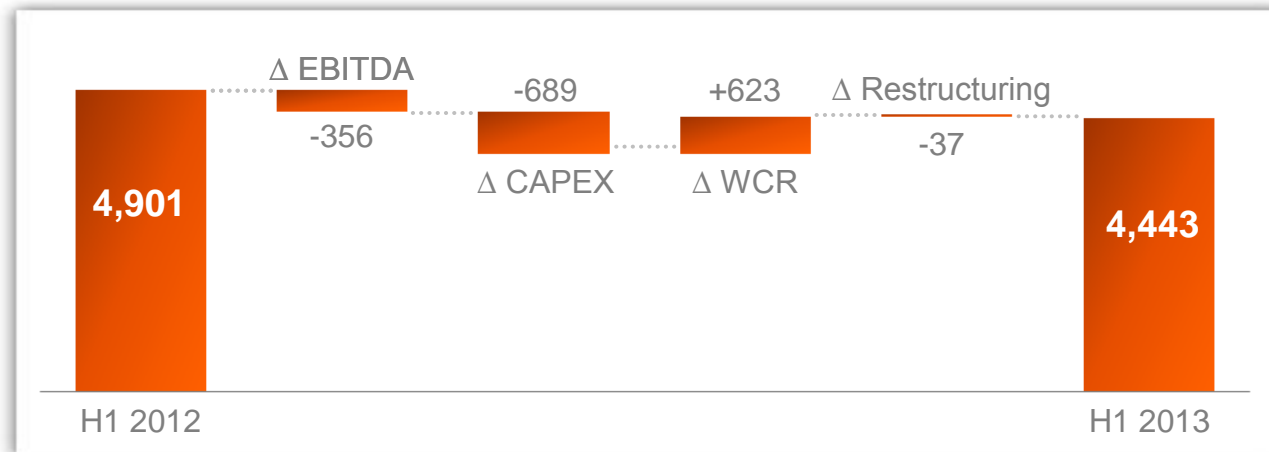 ∆ EBITDA
-356
-689
∆ CAPEX
+623
∆ WCR
∆ Restructuring
-37
4,901
4,443
H1 2012
H1 2013